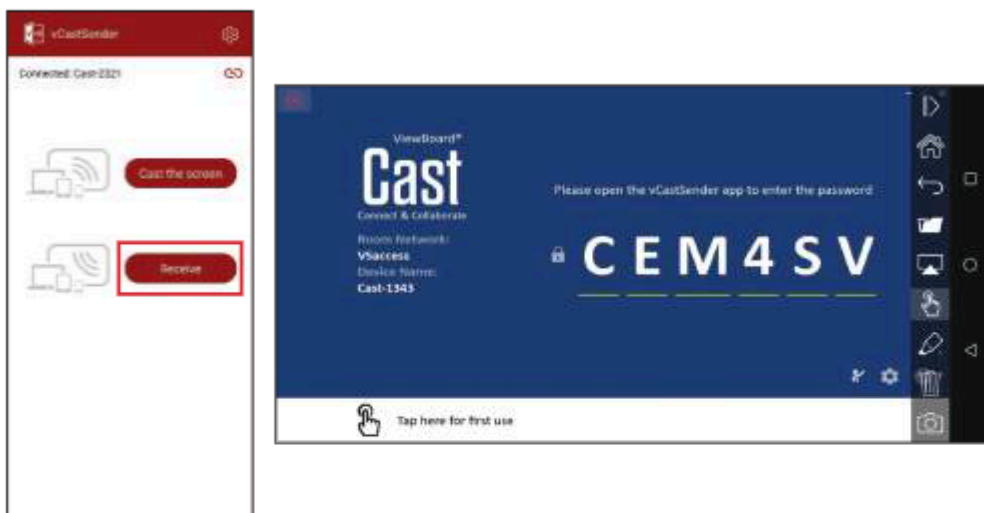 vCastSender
Connected: Cast-2321
Cast the screen
Receive
ViewBoard®
Cast
Connect & Collaborate
Room Network:
VSaccess
Device Name:
Cast-1343
Please open the vCastSender app to enter the password
CEM4SV
Tap here for first use